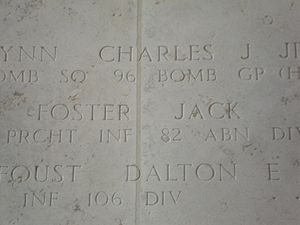 YNN CHARLES J JR
OMB SQ 96 BOMB GP (H
FOSTER JACK
PRCHT INF 82 ABN DIV
FOUST DALTON E
INF 106 DIV